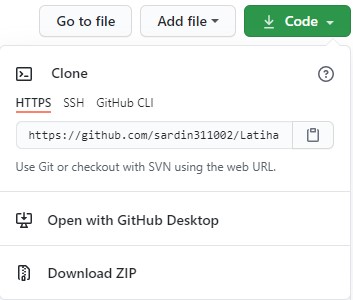 Go to file Add file Code
Clone
HTTPS SSH GitHub CLI
https://github.com/sardin311002/Latiha
Use Git or checkout with SVN using the web URL.
Open with GitHub Desktop
Download ZIP